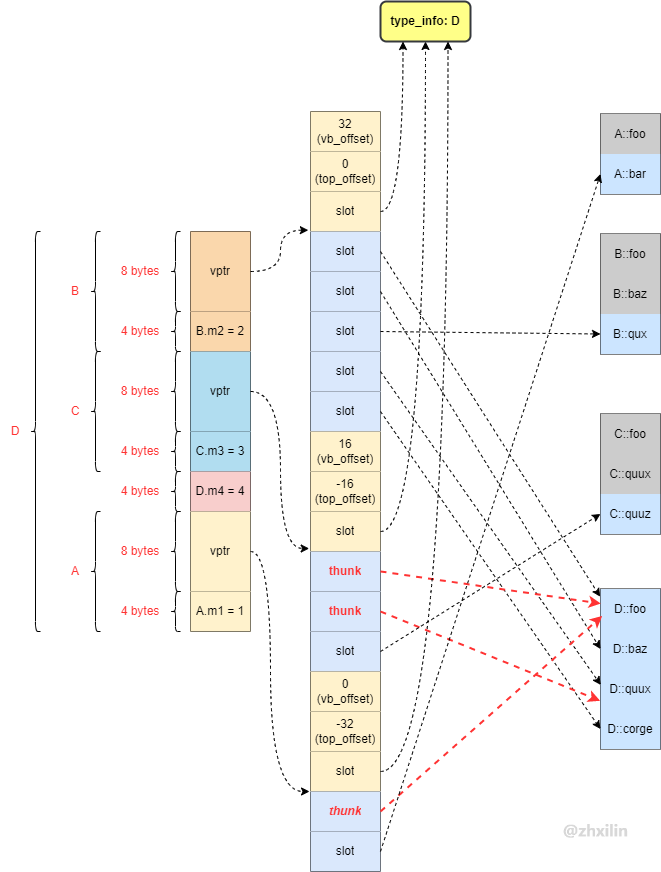 type_info: D
32
(vb_offset)
0
(top_offset)
slot
slot
slot
slot
slot
slot
16
(vb_offset)
-16
(top_offset)
slot
thunk
thunk
slot
0
(vb_offset)
-32
(top_offset)
slot
thunk
slot
D
B
C
A
8 bytes
4 bytes
8 bytes
4 bytes
4 bytes
8 bytes
4 bytes
vptr
B.m2 = 2
vptr
C.m3 = 3
D.m4 = 4
vptr
A.m1 = 1
A::foo
A::bar
B::foo
B::baz
B::qux
C::foo
C::quux
C::quuz
D::foo
D::baz
D::quux
D::corge
@zhxilin